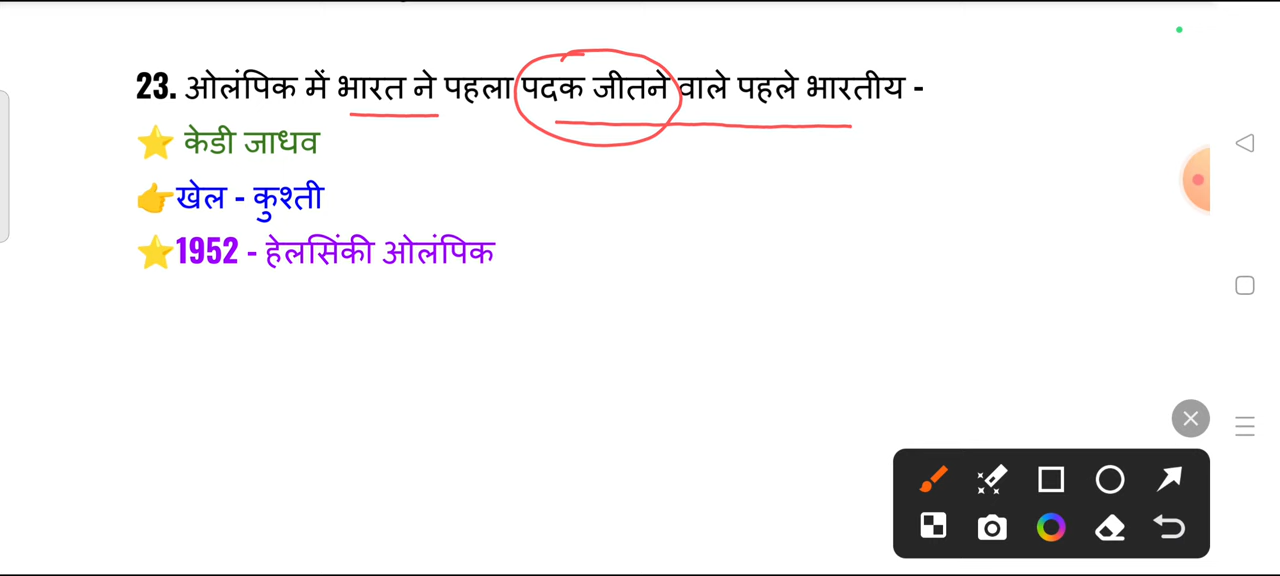 23. ओलंपिक में भारत ने पहला पदक जीतने वाले पहले भारतीय -
⭐ केडी जाधव
👉खेल - कुश्ती
⭐1952 - हेलसिंकी ओलंपिक